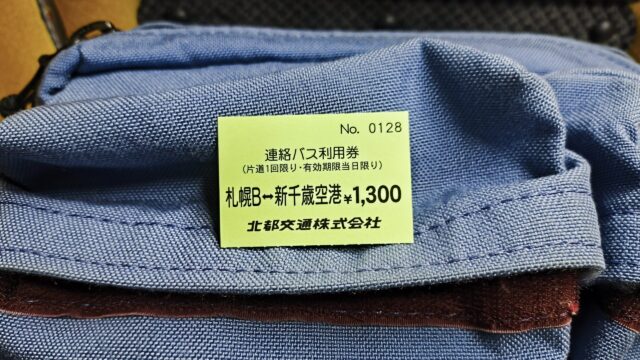 No. 0128
連絡バス利用券
(片道1回限り・有効期限当日限り)
札幌B↔新千歳空港¥1,300
北都交通株式会社